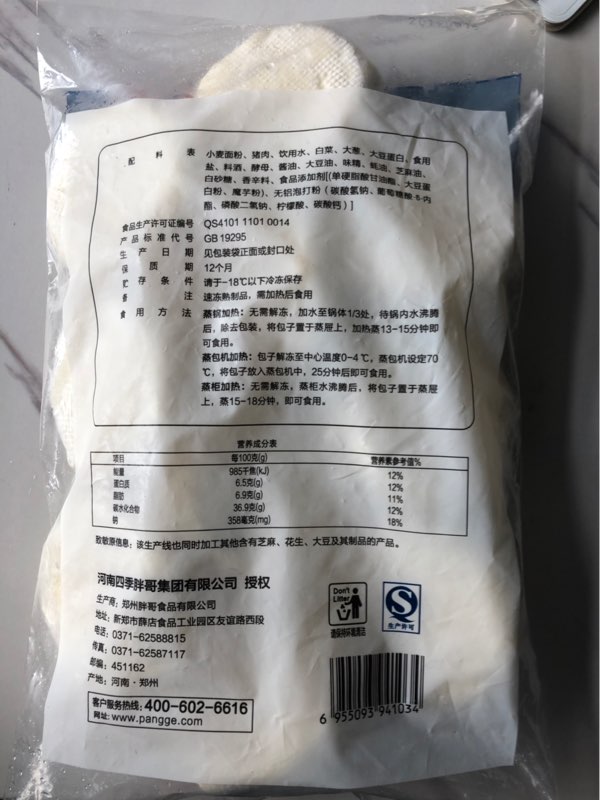 配料表 小麦面粉、猪肉、饮用水、白菜、大葱、大豆蛋白、食用
盐、料酒、酵母、酱油、大豆油、味精、蚝油、芝麻油、
白砂糖、香辛料、食品添加剂[(单硬脂酸甘油酯、大豆蛋
白粉、魔芋粉)、无铝泡打粉（碳酸氢钠、葡萄糖酸-δ-内
酯、磷酸二氢钠、柠檬酸、碳酸钙）]
食品生产许可证编号 QS4101 1101 0014
产品标准代号 GB 19295
生产日期 见包装袋正面或封口处
保质期 12个月
贮存条件 请于-18℃以下冷冻保存
备注 速冻熟制品，需加热后食用
食用方法 蒸锅加热：无需解冻，加水至锅体1/3处，待锅内水沸腾
后，除去包装，将包子置于蒸屉上，加热蒸13-15分钟即
可食用。
蒸包机加热：包子解冻至中心温度0~4℃，蒸包机设定70
℃，将包子放入蒸包机中，25分钟后即可食用。
蒸柜加热：无需解冻，蒸柜水沸腾后，将包子置于蒸屉
上，蒸15-18分钟，即可食用。
营养成分表
项目 每100克(g) 营养素参考值%
能量 985千焦(kJ) 12%
蛋白质 6.5克(g) 12%
脂肪 6.9克(g) 11%
碳水化合物 36.9克(g) 12%
钠 358毫克(mg) 18%
致敏原信息：该生产线也同时加工其他含有芝麻、花生、大豆及其制品的产品。
河南四季胖哥集团有限公司 授权
生产商：郑州胖哥食品有限公司
地址：新郑市薛店食品工业园区友谊路西段
电话：0371-62588815
传真：0371-62587117
邮编：451162
产地：河南·郑州
客户服务热线：400-602-6616
网址：www.pangge.com
Don't
Litter
请保持环境清洁
生产许可
6 955093 941034